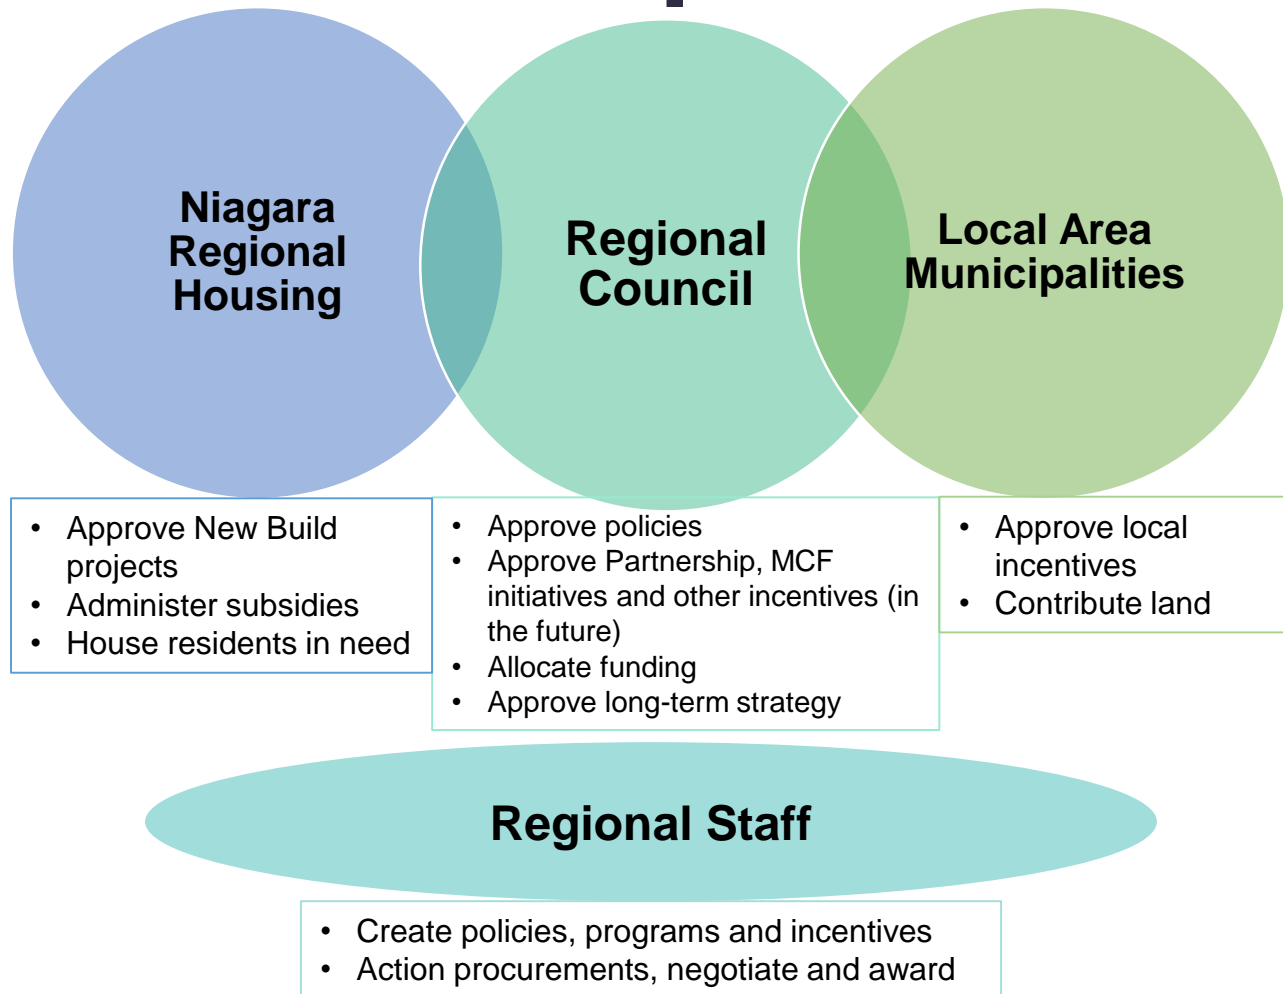 Niagara
Regional
Housing
Regional
Council
Local Area
Municipalities
• Approve New Build
projects
• Administer subsidies
• House residents in need
• Approve policies
• Approve Partnership, MCF
initiatives and other incentives (in
the future)
• Allocate funding
• Approve long-term strategy
• Approve local
incentives
• Contribute land
Regional Staff
• Create policies, programs and incentives
• Action procurements, negotiate and award